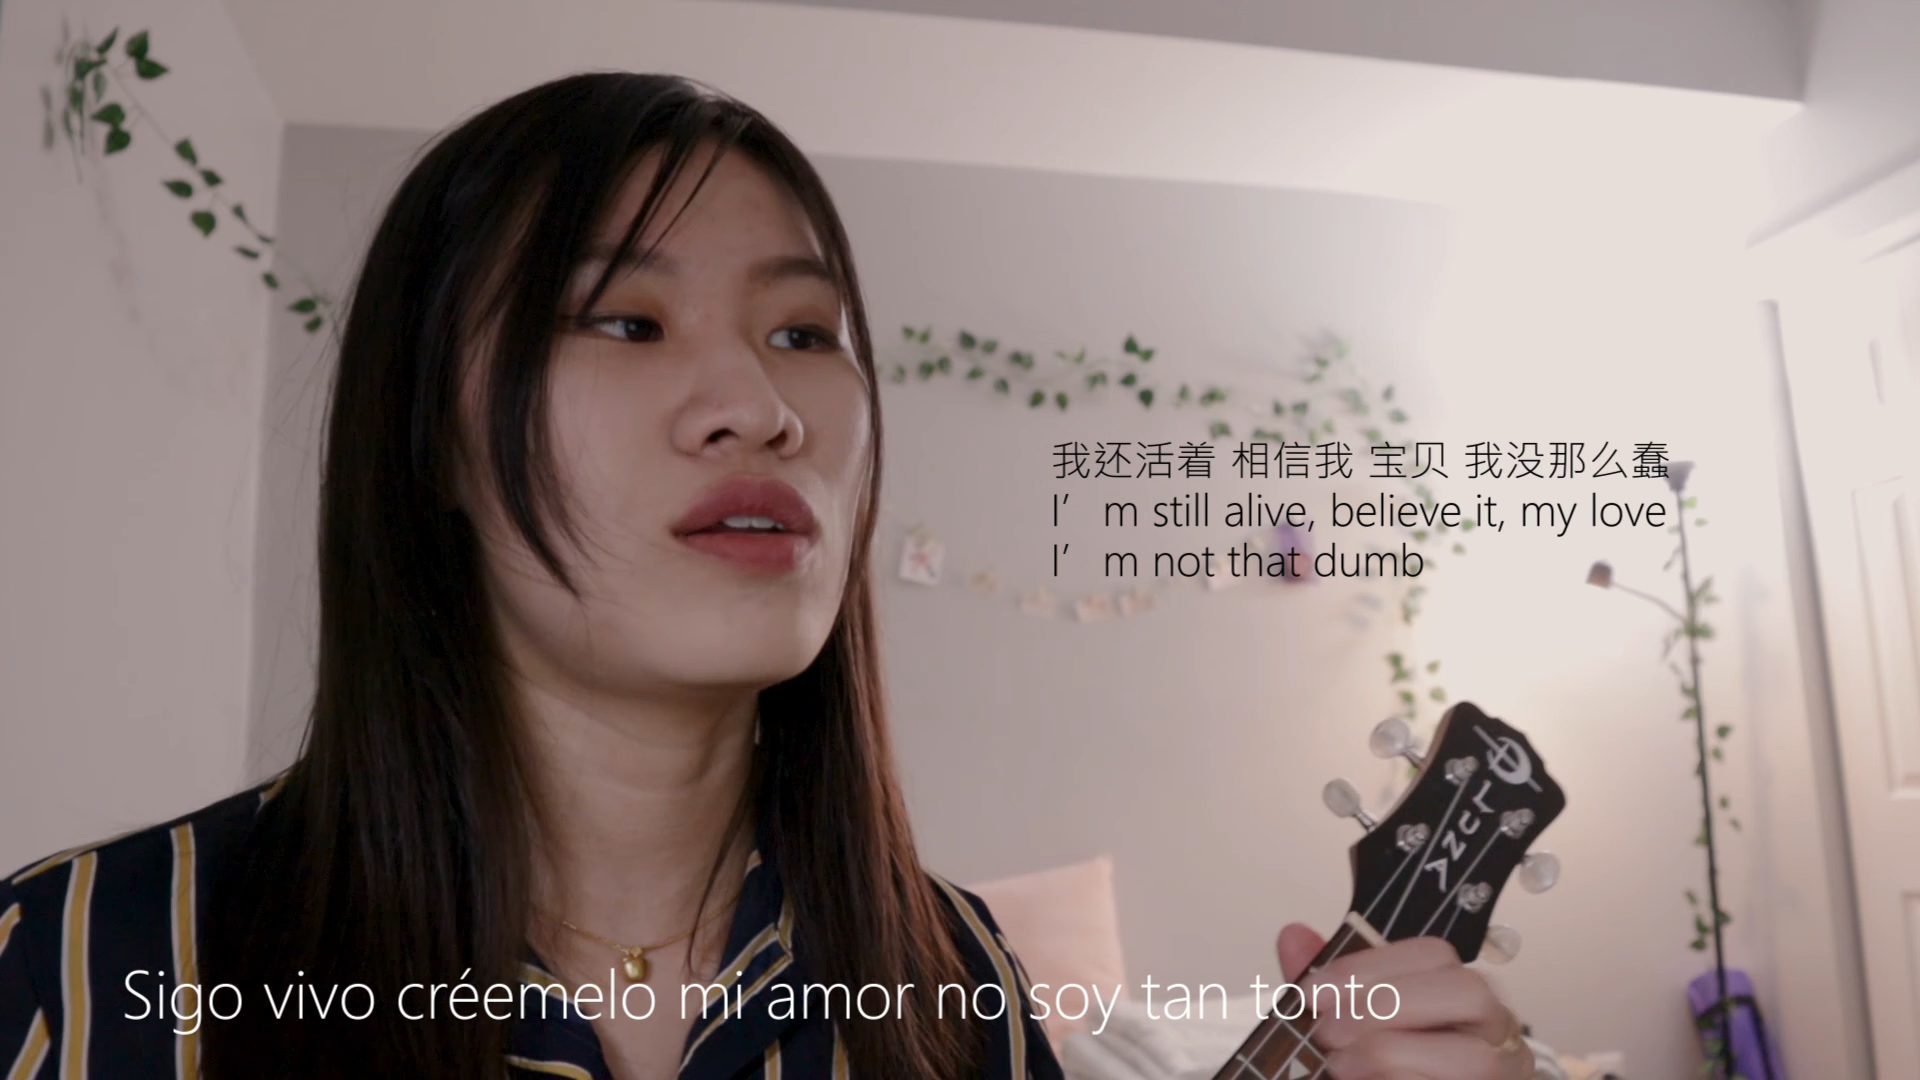 我还活着 相信我 宝贝 我没那么蠢
I’m still alive, believe it, my love
I’m not that dumb
LUNA
Sigo vivo créemelo mi amor no soy tan tonto